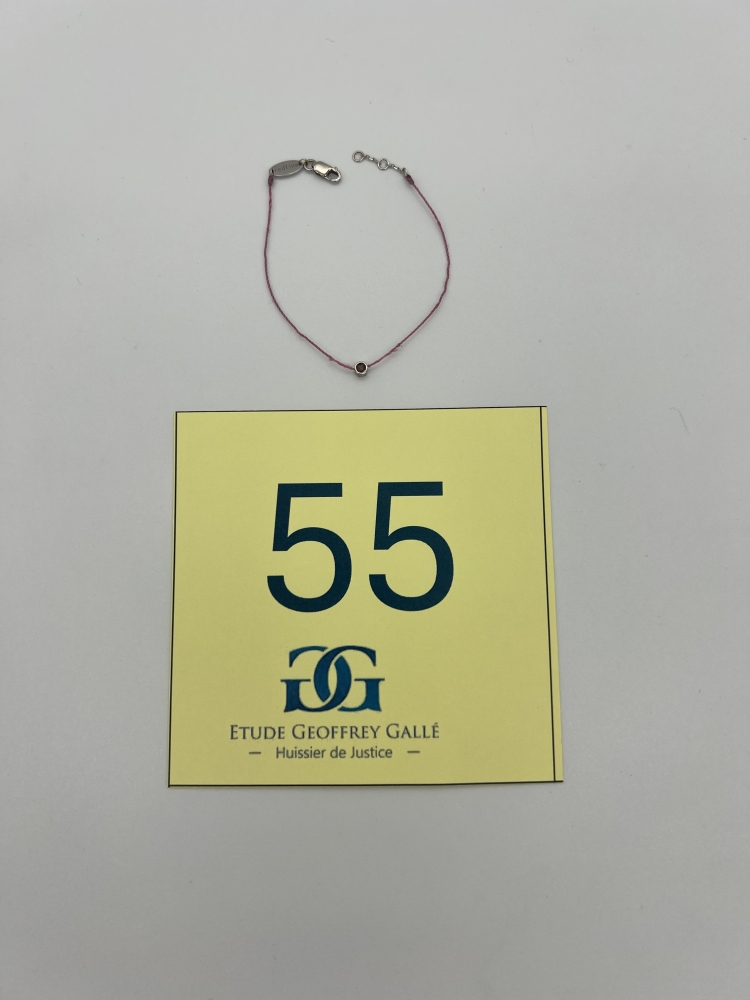 55
GG
ETUDE GEOFFREY GALLÉ
— Huissier de Justice —